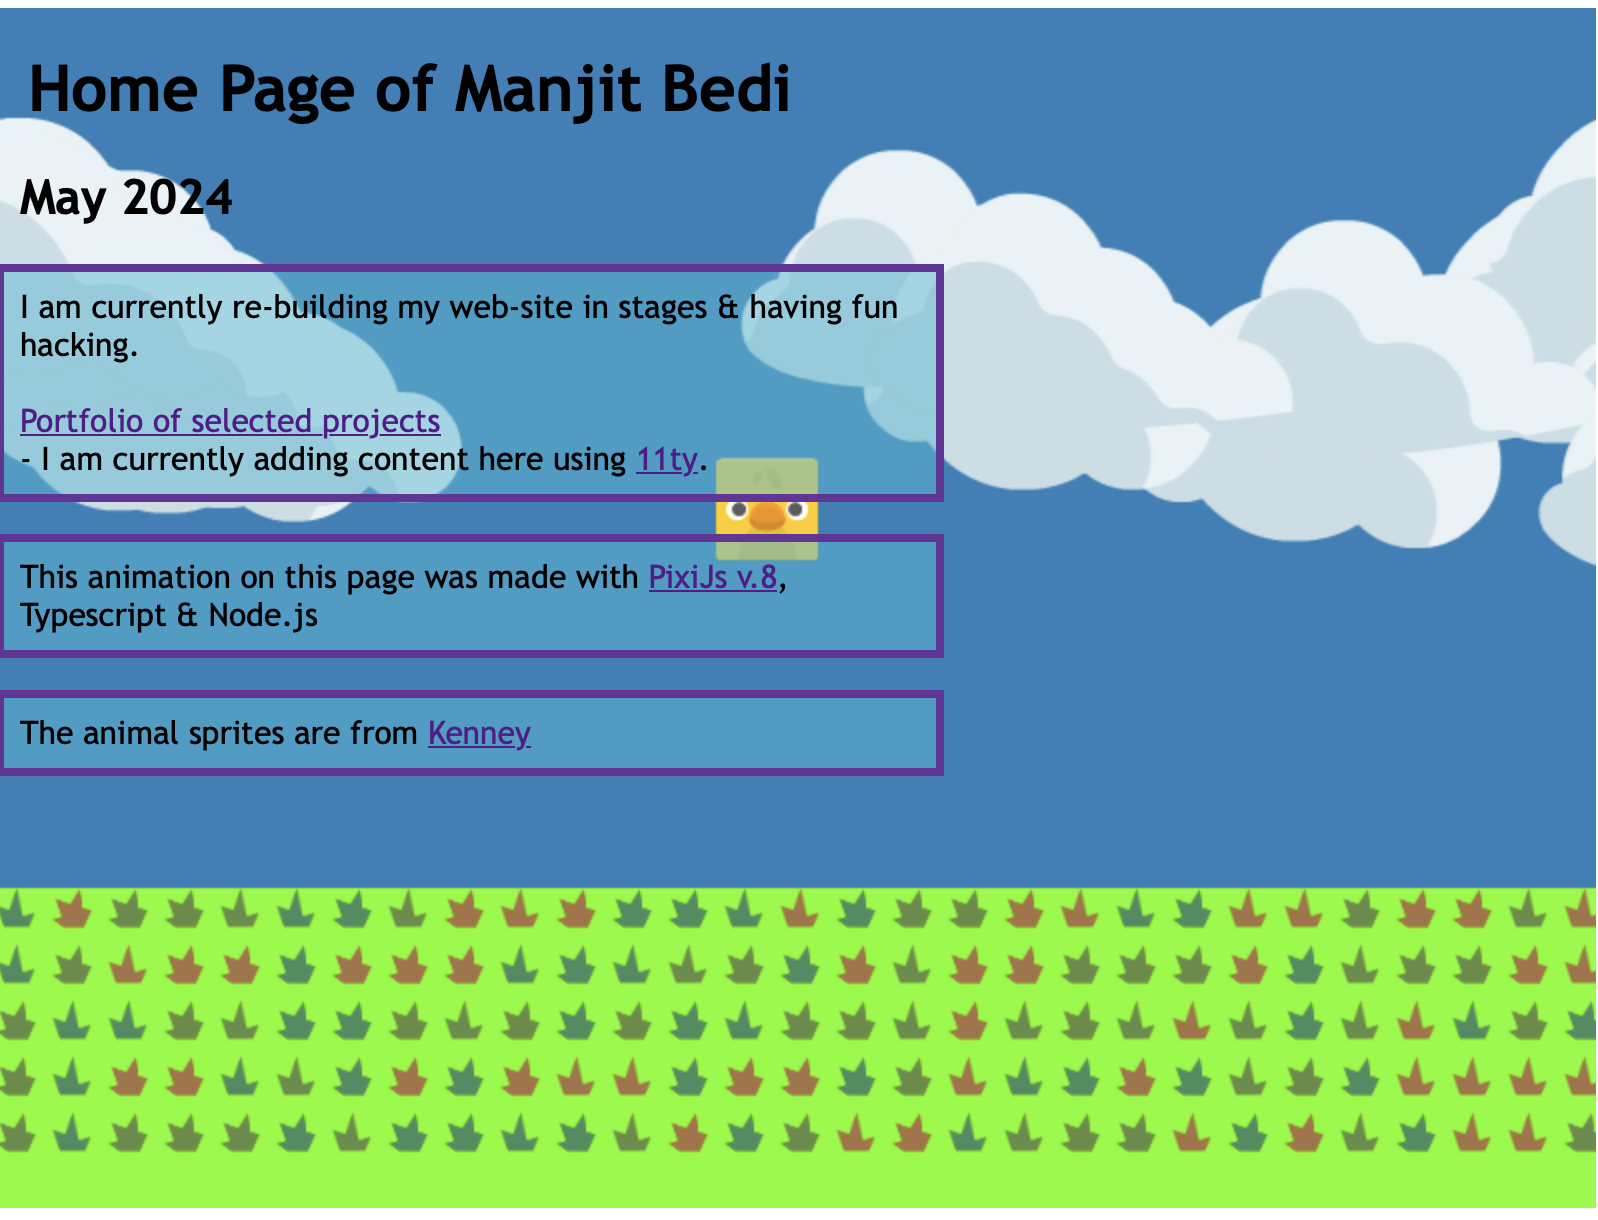 Home Page of Manjit Bedi
May 2024
I am currently re-building my web-site in stages & having fun
hacking.
Portfolio of selected projects
- I am currently adding content here using 11ty.
This animation on this page was made with PixiJs v.8,
Typescript & Node.js
The animal sprites are from Kenney